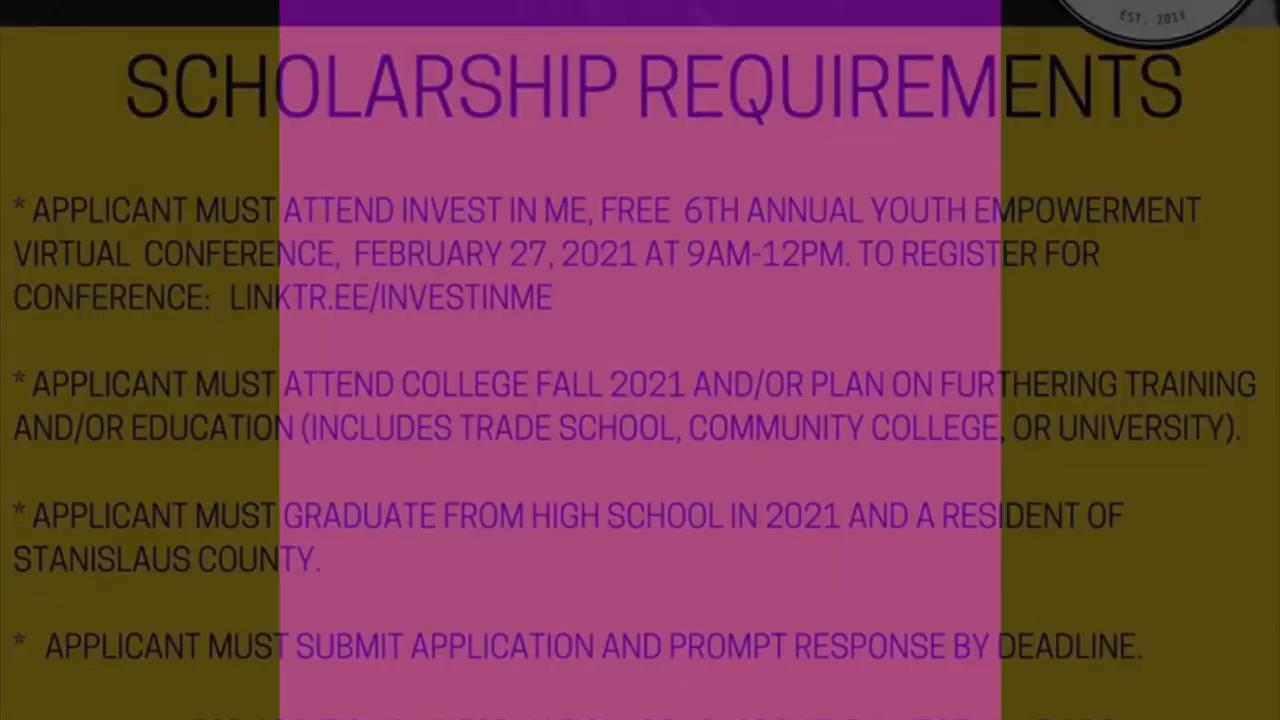 EST. 2013
SCHOLARSHIP REQUIREMENTS
* APPLICANT MUST ATTEND INVEST IN ME, FREE 6TH ANNUAL YOUTH EMPOWERMENT
VIRTUAL CONFERENCE, FEBRUARY 27, 2021 AT 9AM-12PM. TO REGISTER FOR
CONFERENCE: LINKTR.EE/INVESTINME
* APPLICANT MUST ATTEND COLLEGE FALL 2021 AND/OR PLAN ON FURTHERING TRAINING
AND/OR EDUCATION (INCLUDES TRADE SCHOOL, COMMUNITY COLLEGE, OR UNIVERSITY).
* APPLICANT MUST GRADUATE FROM HIGH SCHOOL IN 2021 AND A RESIDENT OF
STANISLAUS COUNTY.
* APPLICANT MUST SUBMIT APPLICATION AND PROMPT RESPONSE BY DEADLINE.